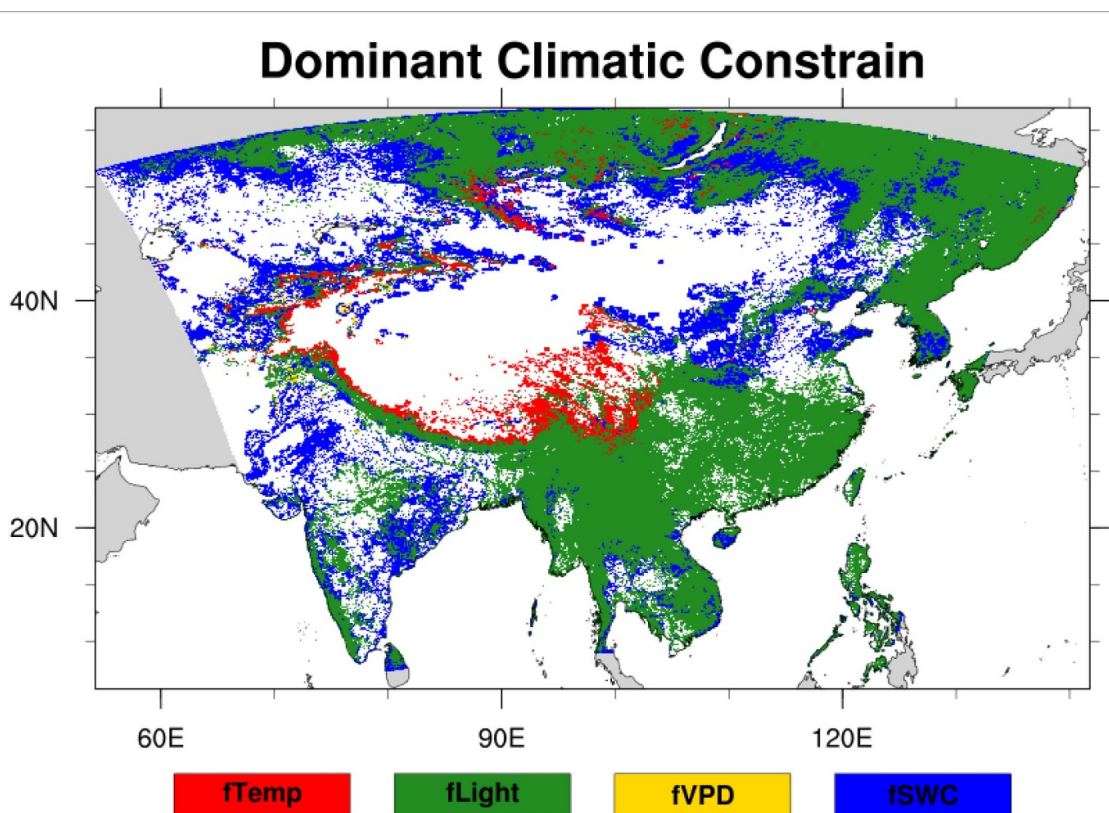 Dominant Climatic Constrain
40N
20N
60E 90E 120E
fTemp fLight fVPD fSWC